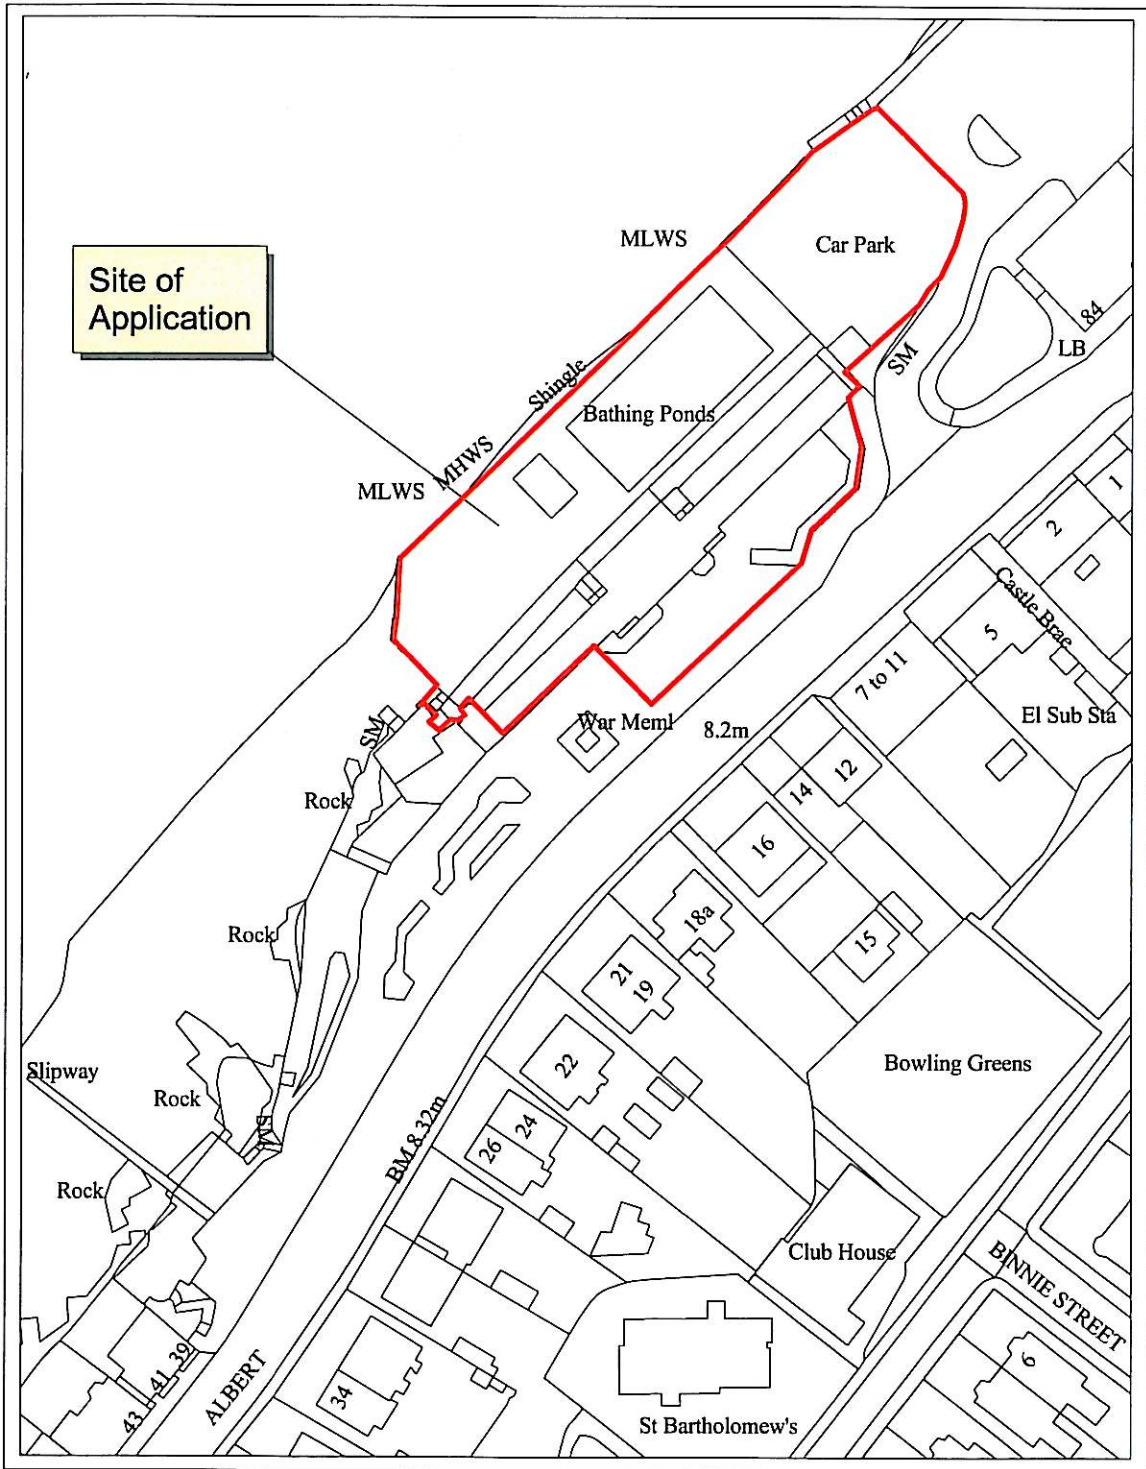 MLWS
Car Park
Site of
Application
84
LB
SM
Shingle
Bathing Ponds
MHWS
MLWS
1
2
Castle Brae
5
7 to 11
El Sub Sta
War Meml
8.2m
SM
12
14
Rock
16
18a
15
Rock
21
19
22
Bowling Greens
Slipway
Rock
SM
BM 8.32m
24
26
Rock
Club House
BINNIE STREET
39
41
43
ALBERT
34
6
St Bartholomew's